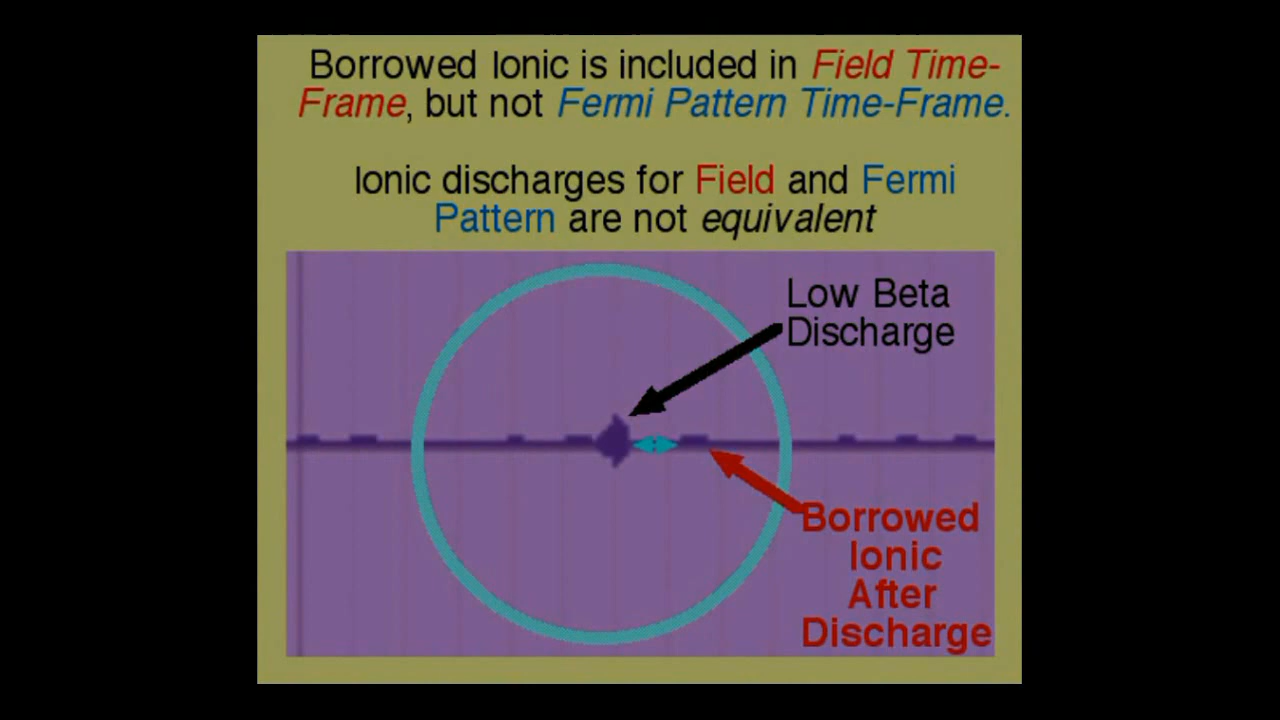 Borrowed Ionic is included in Field Time-
Frame, but not Fermi Pattern Time-Frame.
Ionic discharges for Field and Fermi
Pattern are not equivalent
Low Beta
Discharge
Borrowed
Ionic
After
Discharge